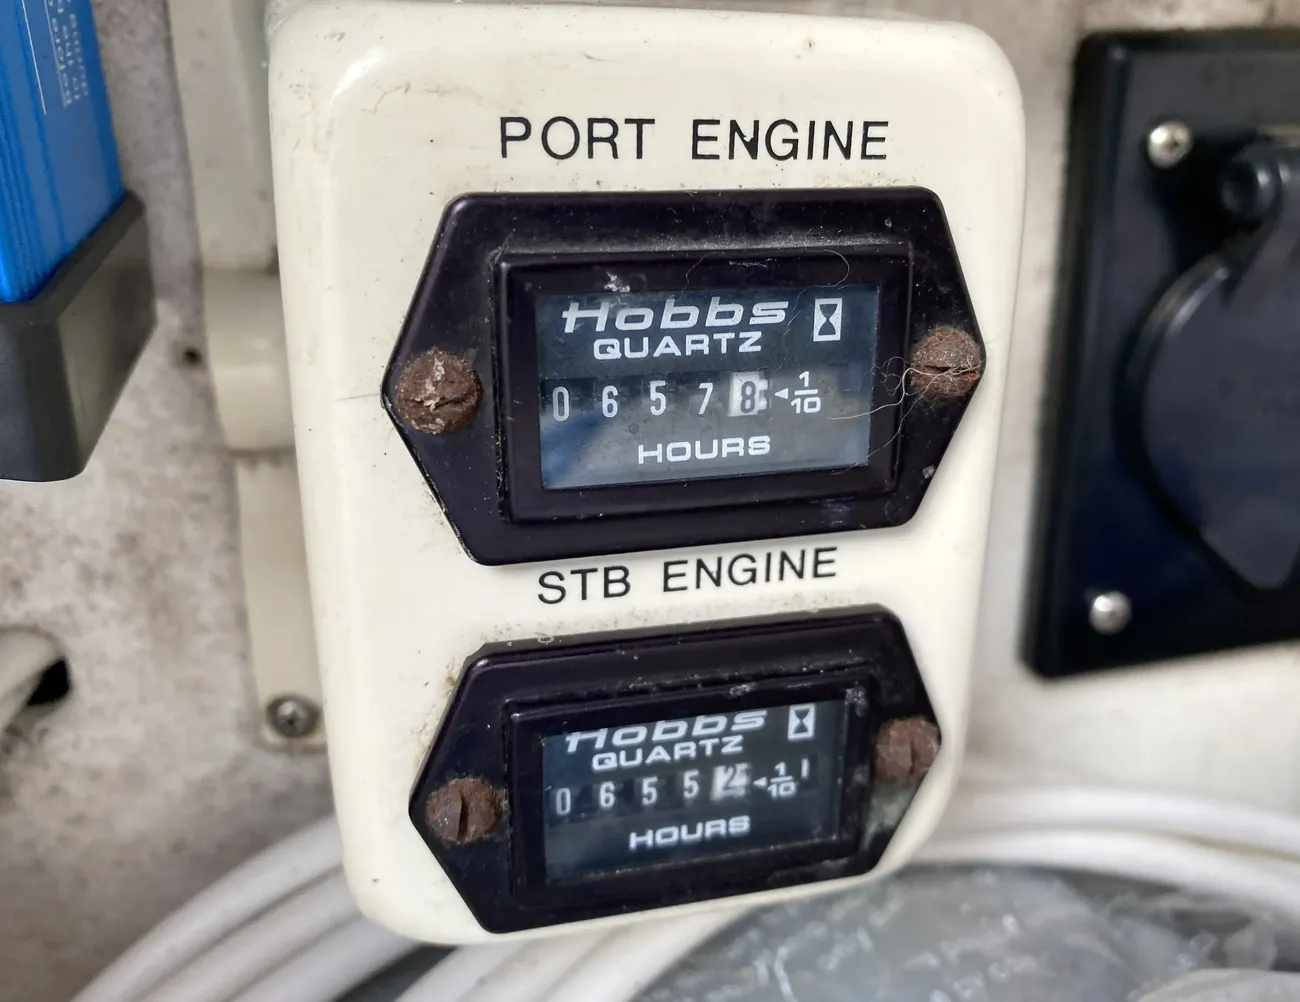 PORT ENGINE
Hobbs
QUARTZ
0 6 5 7 8 1/10
HOURS
STB ENGINE
Hobbs
QUARTZ
0 6 5 5 2 1/10
HOURS